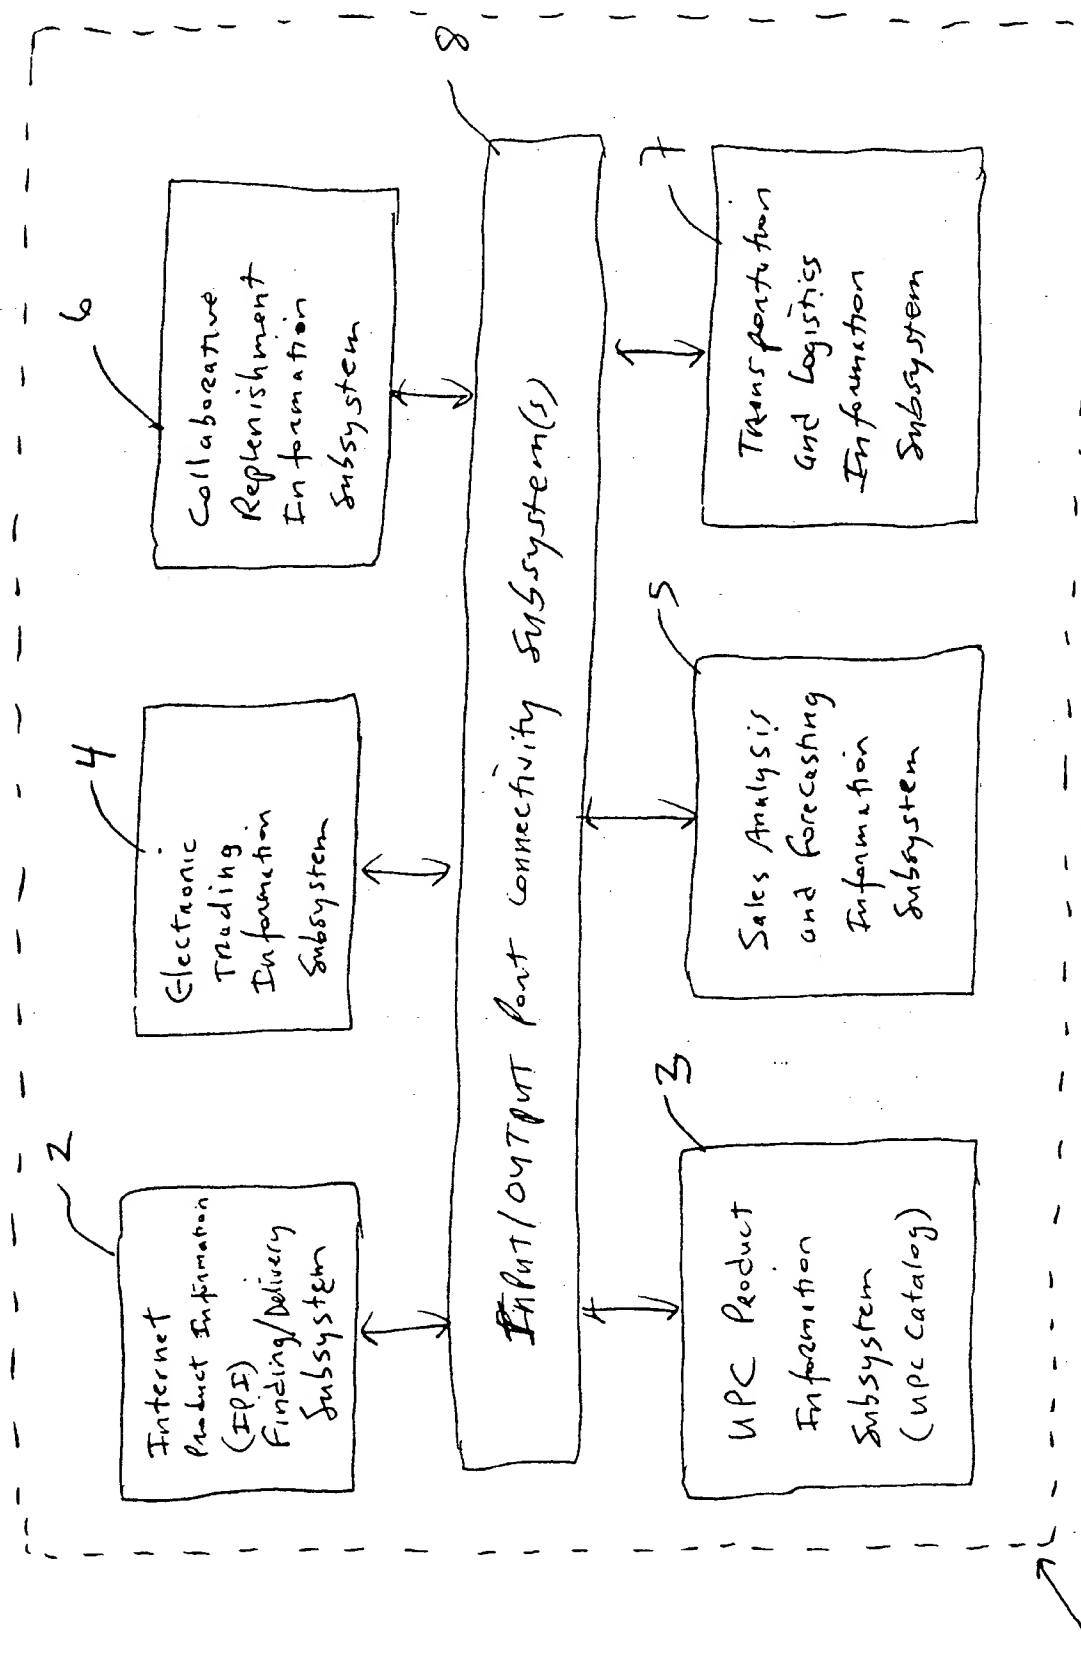 2
Internet
Product Information
(IPI)
Finding/Delivery
Subsystem
4
Electronic
Trading
Information
Subsystem
6
Collaborative
Replenishment
Information
Subsystem
8
INPUT/OUTPUT Port Connectivity Subsystem(s)
3
UPC Product
Information
Subsystem
(UPC Catalog)
5
Sales Analysis
and Forecasting
Information
Subsystem
7
Transportation
and Logistics
Information
Subsystem